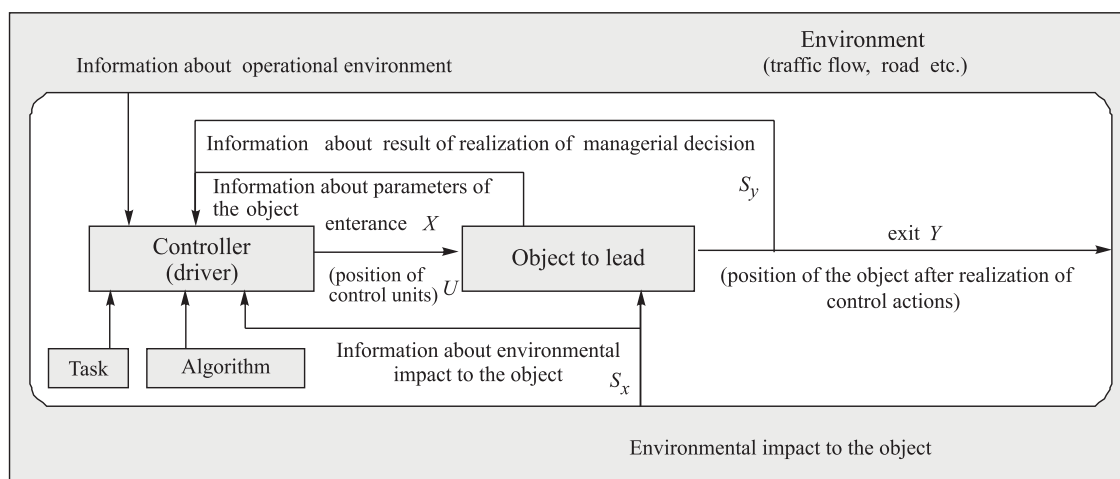 Environment
(traffic flow, road etc.)
Information about operational environment
Information about result of realization of managerial decision
Information about parameters of
the object
S_y
enterance X
exit Y
Controller
(driver)
Object to lead
(position of
control units) U
(position of the object after realization of
control actions)
Information about environmental
impact to the object
S_x
Task
Algorithm
Environmental impact to the object